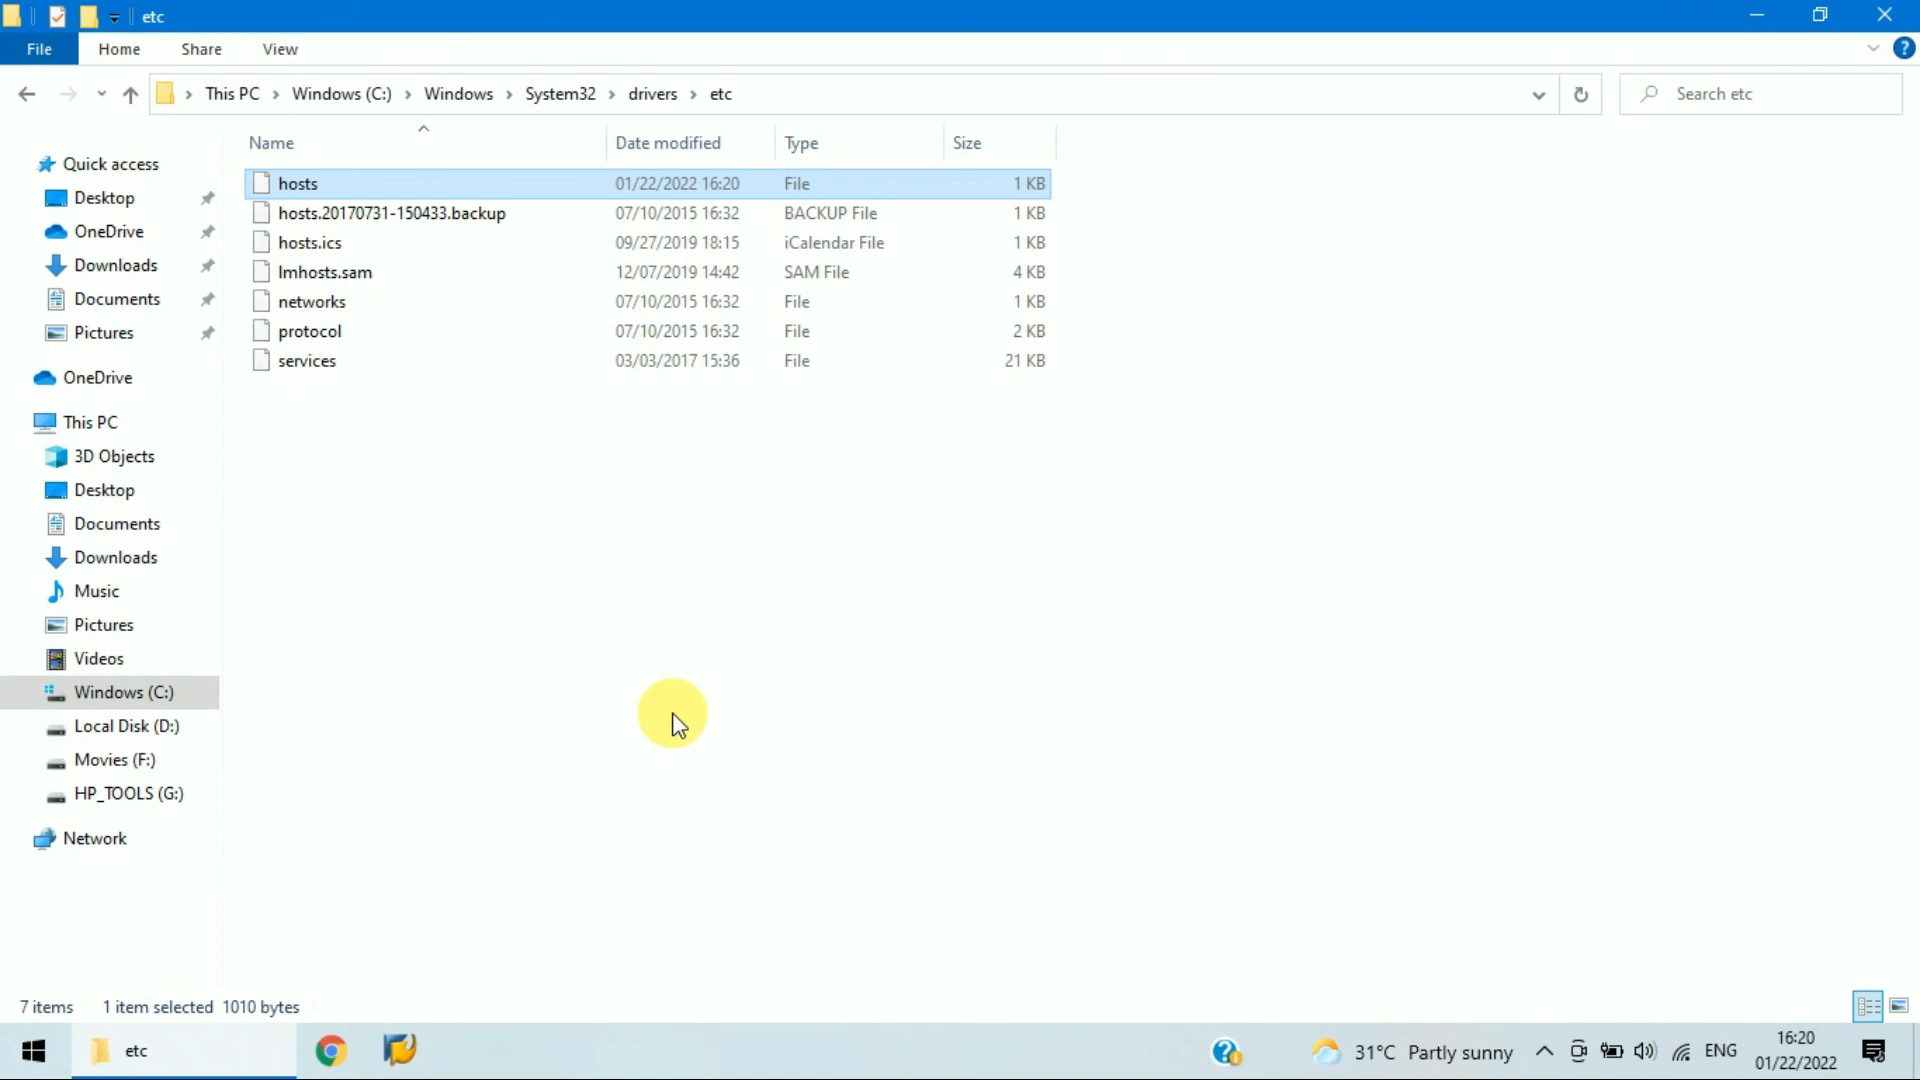 etc
File Home Share View
This PC Windows (C:) Windows System32 drivers etc
Search etc
Name Date modified Type Size
hosts 01/22/2022 16:20 File 1 KB
hosts.20170731-150433.backup 07/10/2015 16:32 BACKUP File 1 KB
hosts.ics 09/27/2019 18:15 iCalendar File 1 KB
lmhosts.sam 12/07/2019 14:42 SAM File 4 KB
networks 07/10/2015 16:32 File 1 KB
protocol 07/10/2015 16:32 File 2 KB
services 03/03/2017 15:36 File 21 KB
Quick access
Desktop
OneDrive
Downloads
Documents
Pictures
OneDrive
This PC
3D Objects
Desktop
Documents
Downloads
Music
Pictures
Videos
Windows (C:)
Local Disk (D:)
Movies (F:)
HP_TOOLS (G:)
Network
7 items 1 item selected 1010 bytes
etc
31°C Partly sunny
ENG
16:20
01/22/2022